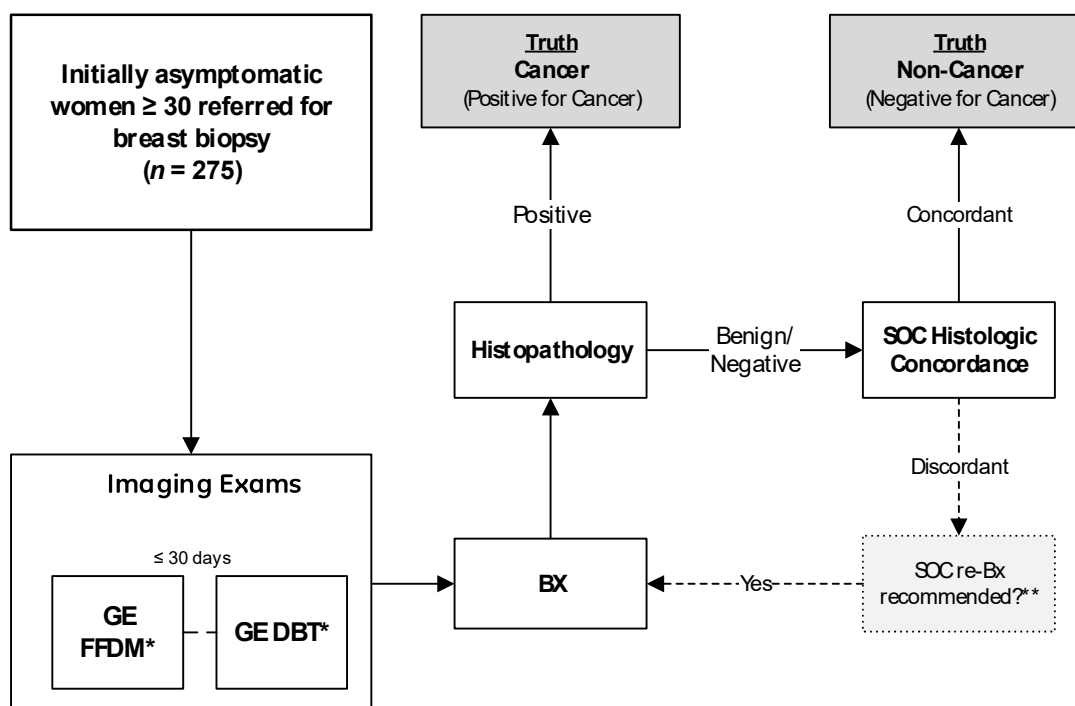 Initially asymptomatic
women ≥ 30 referred for
breast biopsy
(n = 275)
Truth
Cancer
(Positive for Cancer)
Truth
Non-Cancer
(Negative for Cancer)
Positive
Concordant
Histopathology
Benign/
Negative
SOC Histologic
Concordance
Discordant
Imaging Exams
≤ 30 days
GE
FFDM*
GE DBT*
BX
Yes
SOC re-Bx
recommended?**